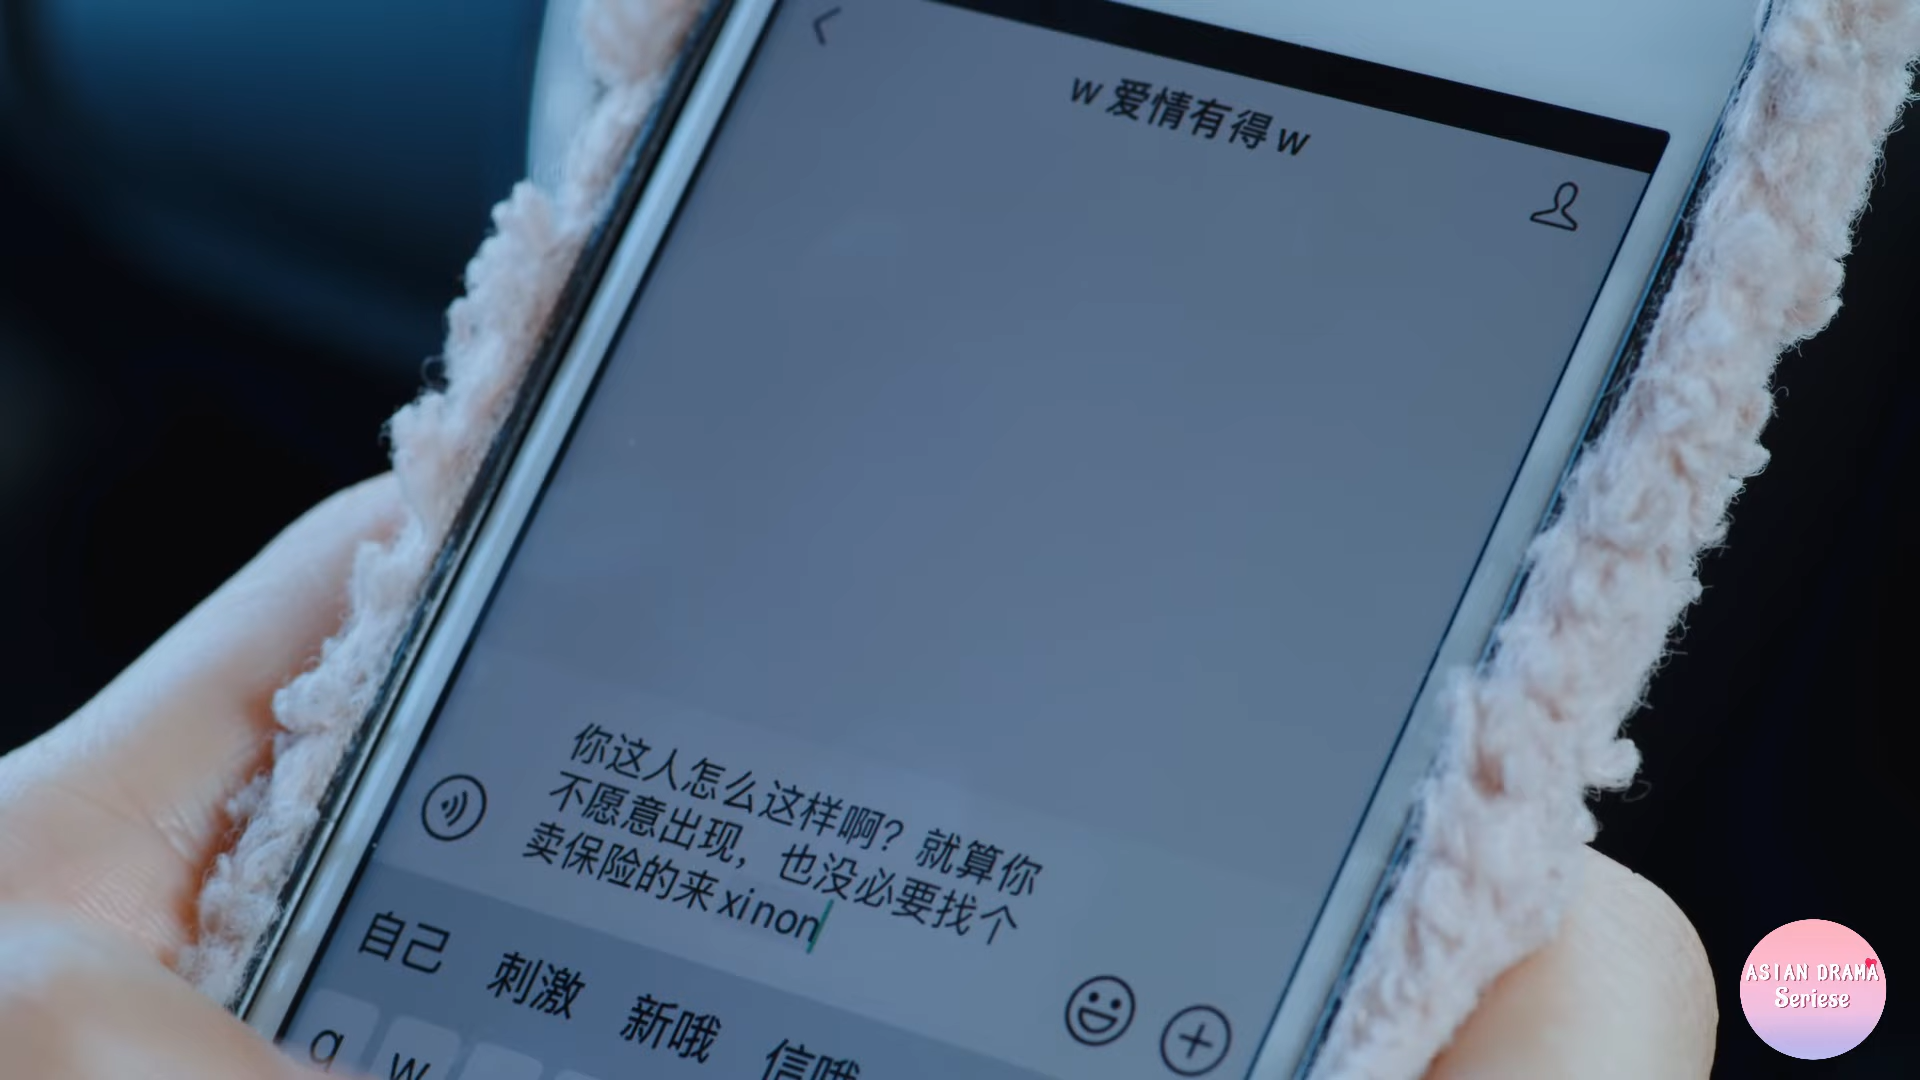 w 爱情有得 w
你这人怎么这样啊？就算你
不愿意出现，也没必要找个
卖保险的来 xinon
自己 刺激 新哦 信哦
q w
ASIAN DRAMA
Seriese